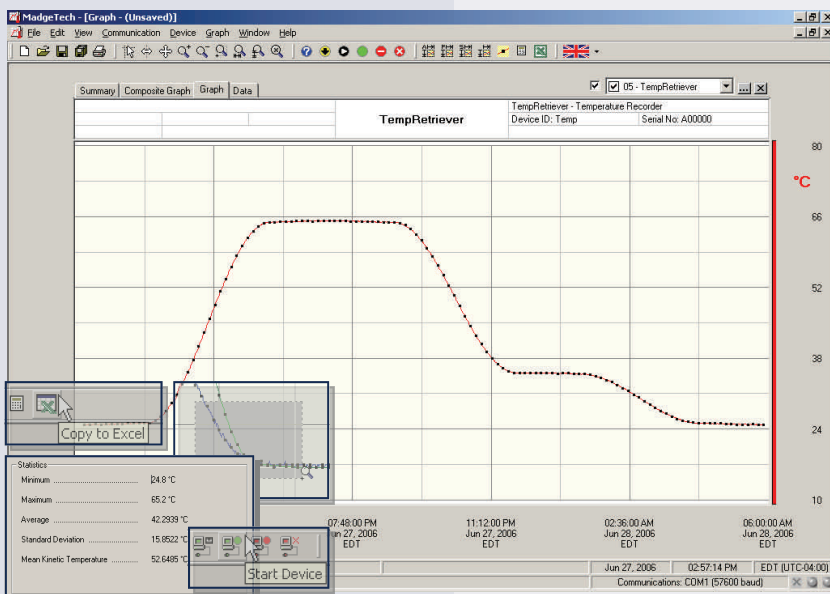 MadgeTech - [Graph - (Unsaved)]
File Edit View Communication Device Graph Window Help
Summary Composite Graph Graph Data
05 - TempRetriever
TempRetriever
TempRetriever - Temperature Recorder
Device ID: Temp Serial No: A00000
80
°C
66
52
38
24
10
Copy to Excel
Statistics
Minimum 24.8 °C
Maximum 65.2 °C
Average 42.2939 °C
Standard Deviation 15.8522 °C
Mean Kinetic Temperature 52.6485 °C
Start Device
07:48:00 PM 11:12:00 PM 02:36:00 AM 06:00:00 AM
Jun 27, 2006 Jun 27, 2006 Jun 28, 2006 Jun 28, 2006
EDT EDT EDT EDT
Jun 27, 2006 02:57:14 PM EDT (UTC-04:00)
Communications: COM1 (57600 baud)